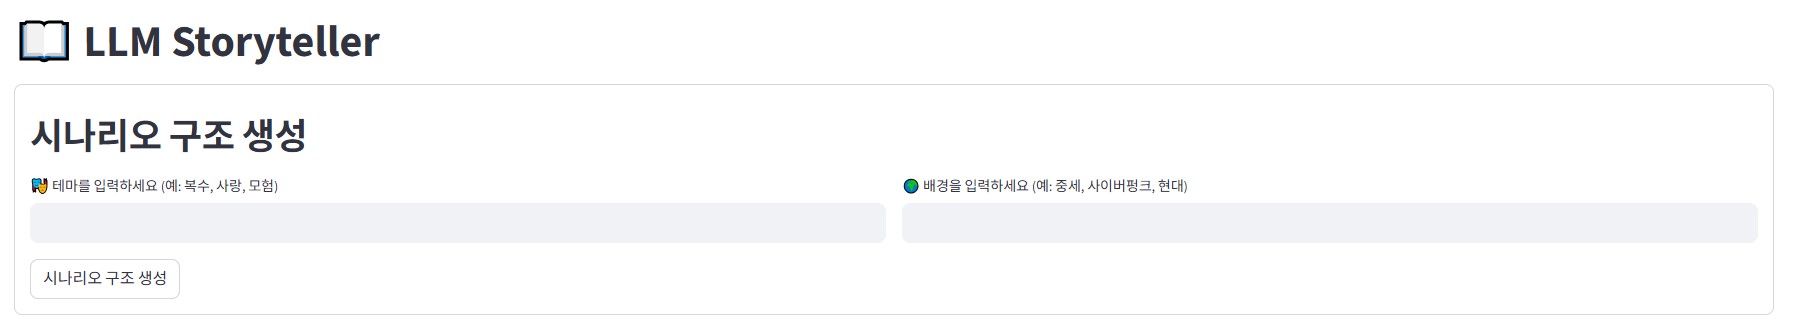 LLM Storyteller
시나리오 구조 생성
테마를 입력하세요 (예: 복수, 사랑, 모험)
배경을 입력하세요 (예: 중세, 사이버펑크, 현대)
시나리오 구조 생성